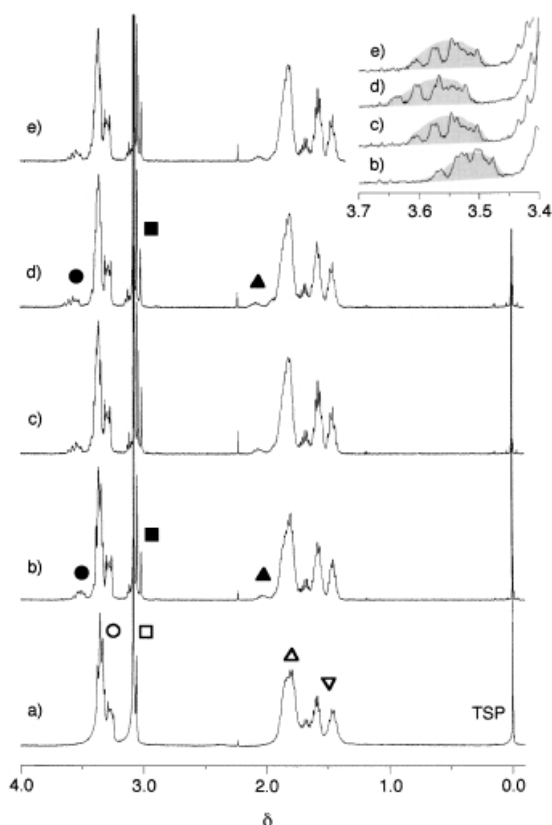 e)
d)
c)
b)
a)
TSP
4.0 3.0 2.0 1.0 0.0
δ
e)
d)
c)
b)
3.7 3.6 3.5 3.4